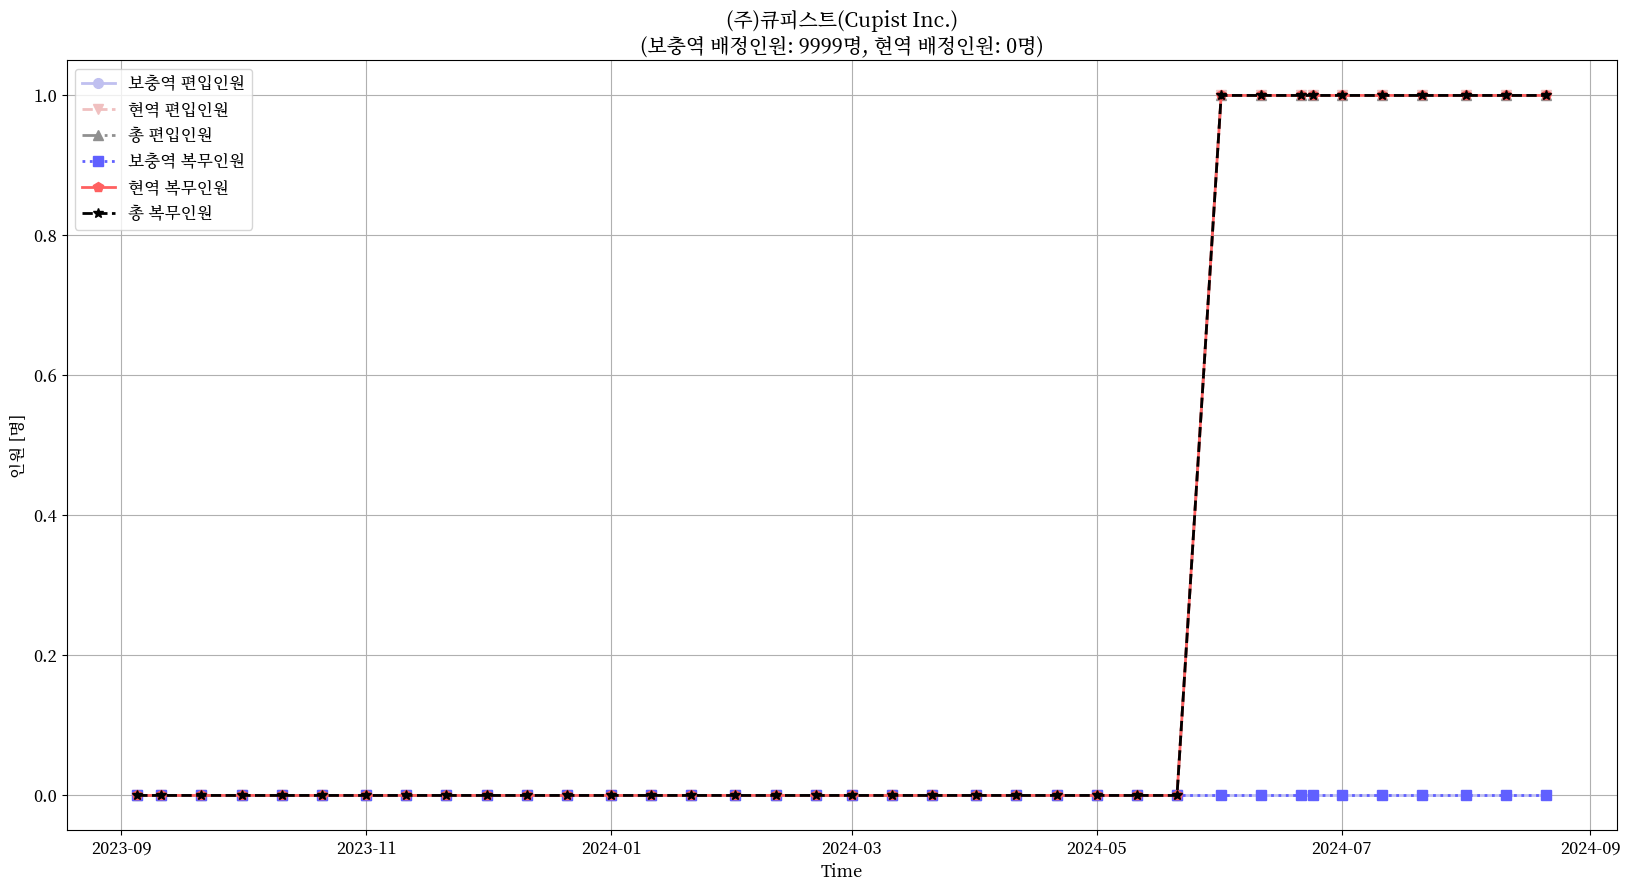 (주)큐피스트(Cupist Inc.)
(보충역 배정인원: 9999명, 현역 배정인원: 0명)
보충역 편입인원
현역 편입인원
총 편입인원
보충역 복무인원
현역 복무인원
총 복무인원
1.0
0.8
0.6
0.4
0.2
0.0
인원 [명]
2023-09
2023-11
2024-01
2024-03
2024-05
2024-07
2024-09
Time